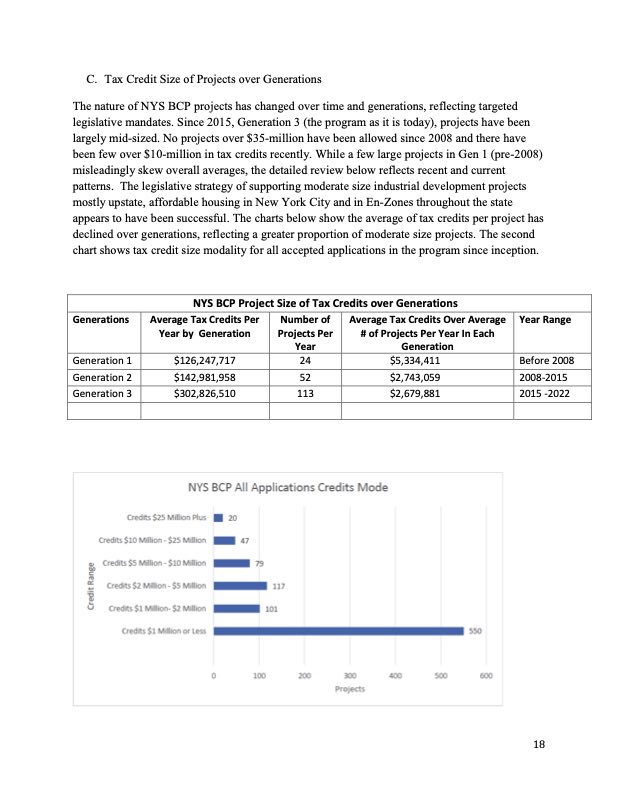 C. Tax Credit Size of Projects over Generations
The nature of NYS BCP projects has changed over time and generations, reflecting targeted
legislative mandates. Since 2015, Generation 3 (the program as it is today), projects have been
largely mid-sized. No projects over $35-million have been allowed since 2008 and there have
been few over $10-million in tax credits recently. While a few large projects in Gen 1 (pre-2008)
misleadingly skew overall averages, the detailed review below reflects recent and current
patterns. The legislative strategy of supporting moderate size industrial development projects
mostly upstate, affordable housing in New York City and in En-Zones throughout the state
appears to have been successful. The charts below show the average of tax credits per project has
declined over generations, reflecting a greater proportion of moderate size projects. The second
chart shows tax credit size modality for all accepted applications in the program since inception.
NYS BCP Project Size of Tax Credits over Generations
Generations Average Tax Credits Per Number of Average Tax Credits Over Average Year Range
Year by Generation Projects Per # of Projects Per Year In Each
Year Generation
Generation 1 $126,247,717 24 $5,334,411 Before 2008
Generation 2 $142,981,958 52 $2,743,059 2008-2015
Generation 3 $302,826,510 113 $2,679,881 2015 -2022
NYS BCP All Applications Credits Mode
Credits $25 Million Plus 20
Credits $10 Million - $25 Million 47
Credits $5 Million - $10 Million 79
Credits $2 Million - $5 Million 117
Credits $1 Million- $2 Million 101
Credits $1 Million or Less 550
Credit Range
0 100 200 300 400 500 600
Projects
18